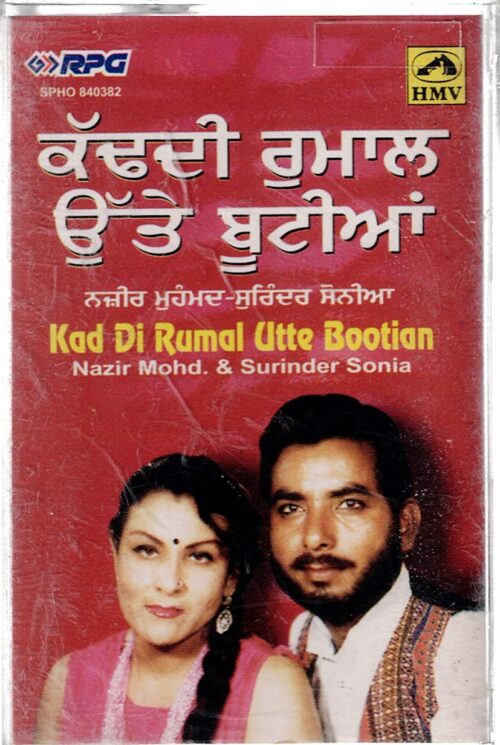 RPG
SPHO 840382
HMV
ਕੱਢਦੀ ਰੁਮਾਲ
ਉੱਤੇ ਬੂਟੀਆਂ
ਨਜ਼ੀਰ ਮੁਹੰਮਦ-ਸੁਰਿੰਦਰ ਸੋਨੀਆ
Kad Di Rumal Utte Bootian
Nazir Mohd. & Surinder Sonia